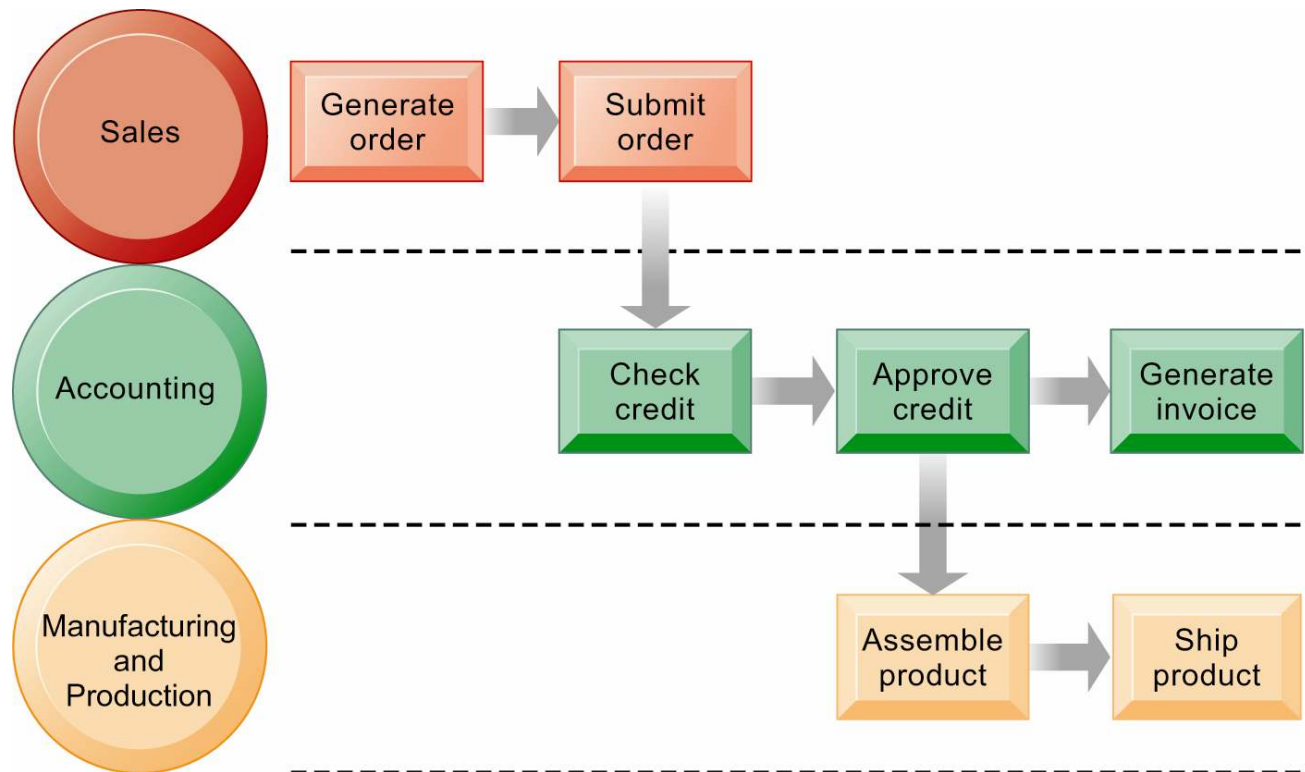 Sales
Generate
order
Submit
order
Accounting
Check
credit
Approve
credit
Generate
invoice
Manufacturing
and
Production
Assemble
product
Ship
product